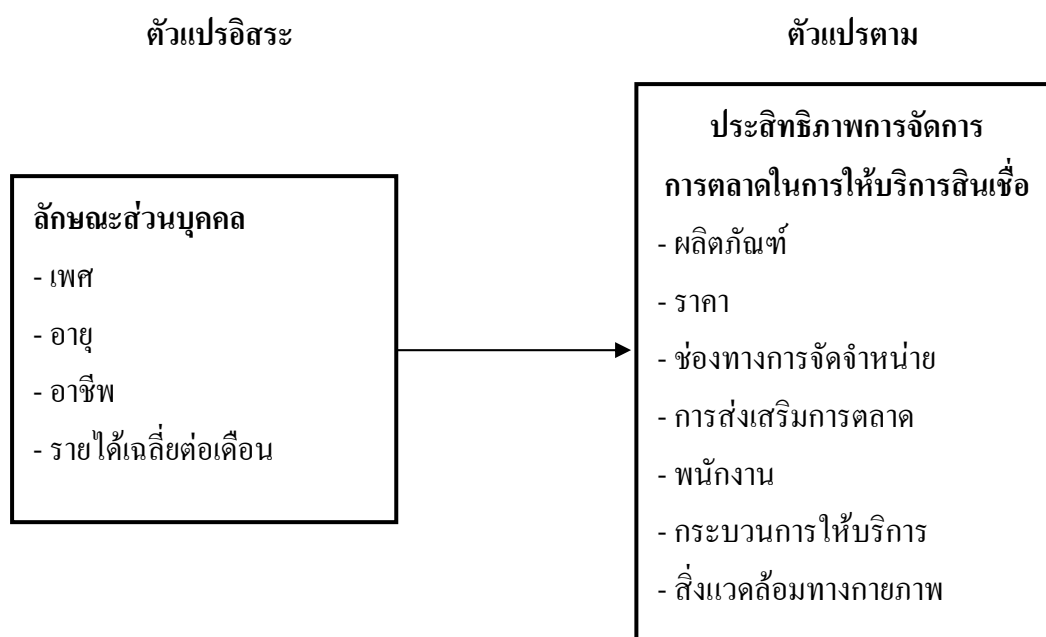 ตัวแปรอิสระ
ตัวแปรตาม
ลักษณะส่วนบุคคล
- เพศ
- อายุ
- อาชีพ
- รายได้เฉลี่ยต่อเดือน
ประสิทธิภาพการจัดการ
การตลาดในการให้บริการสินเชื่อ
- ผลิตภัณฑ์
- ราคา
- ช่องทางการจัดจำหน่าย
- การส่งเสริมการตลาด
- พนักงาน
- กระบวนการให้บริการ
- สิ่งแวดล้อมทางกายภาพ